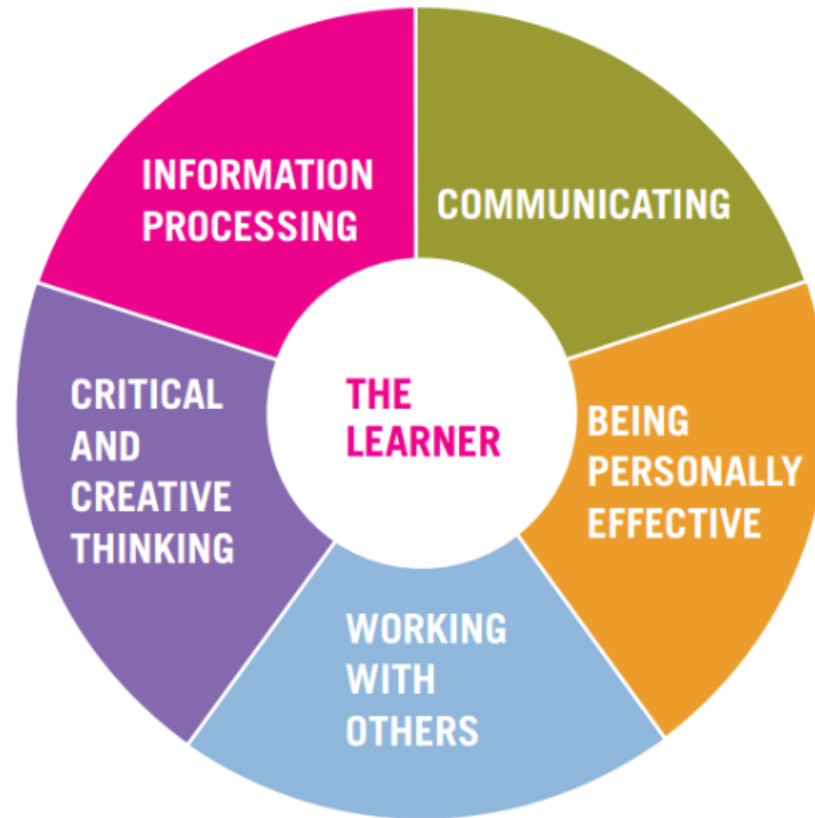 INFORMATION
PROCESSING
COMMUNICATING
CRITICAL
AND
CREATIVE
THINKING
THE
LEARNER
BEING
PERSONALLY
EFFECTIVE
WORKING
WITH
OTHERS